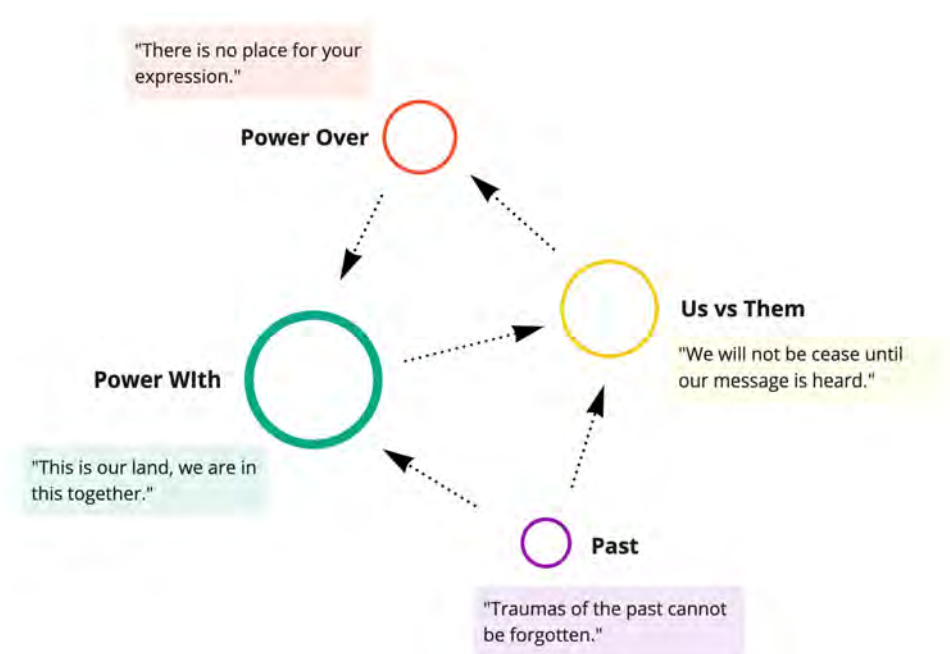 "There is no place for your
expression."
Power Over
Us vs Them
"We will not be cease until
our message is heard."
Power WIth
"This is our land, we are in
this together."
Past
"Traumas of the past cannot
be forgotten."